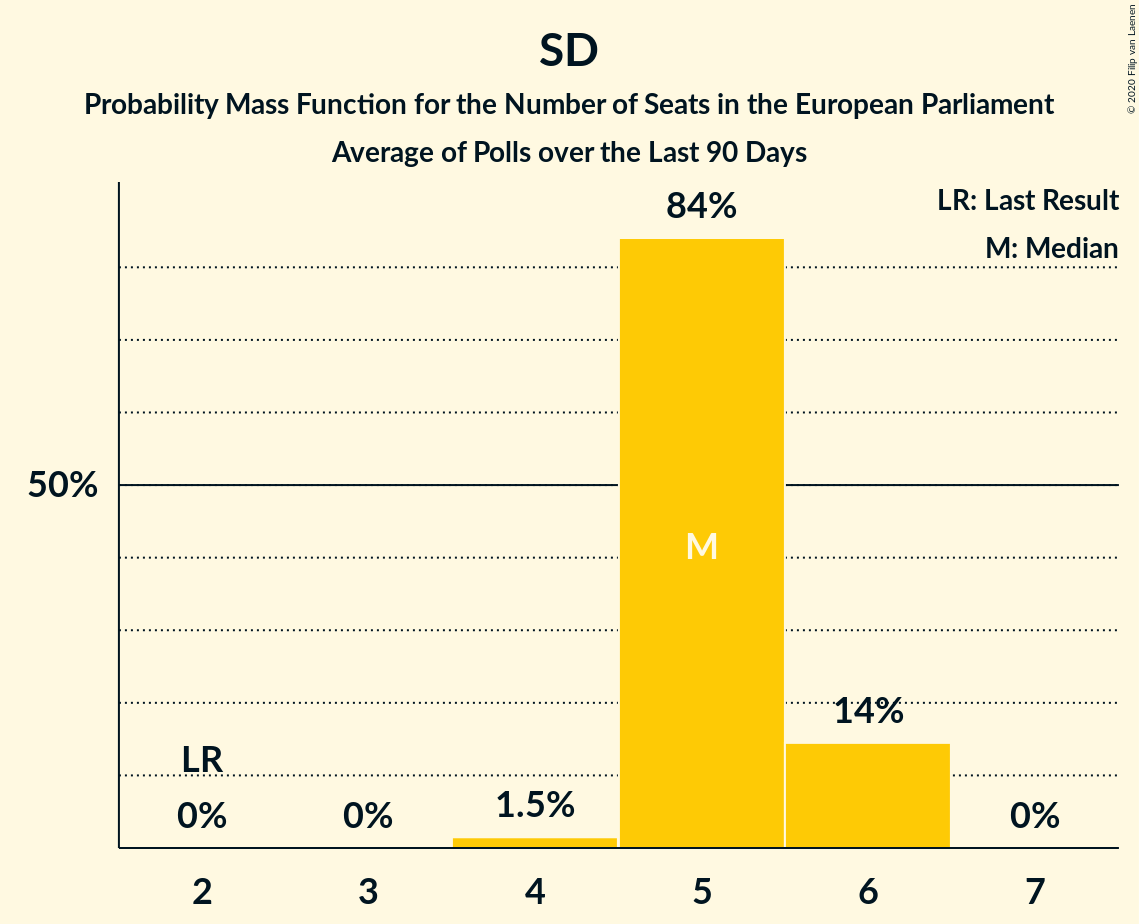 SD
Probability Mass Function for the Number of Seats in the European Parliament
Average of Polls over the Last 90 Days
© 2020 Filip van Laenen
LR: Last Result
M: Median
84%
50%
M
14%
LR
1.5%
0% 0% 0%
2 3 4 5 6 7